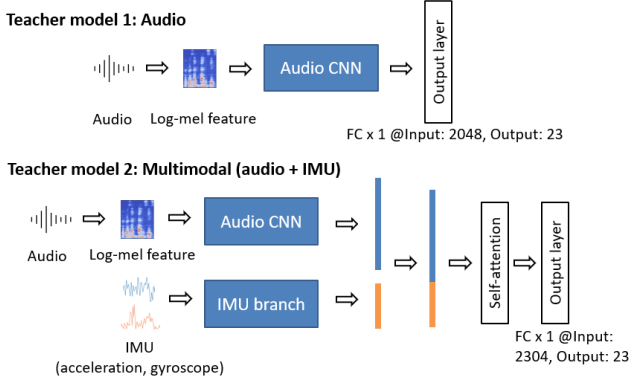 Teacher model 1: Audio
Audio CNN
Output layer
Audio
Log-mel feature
FC x 1 @Input: 2048, Output: 23
Teacher model 2: Multimodal (audio + IMU)
Audio CNN
Audio
Log-mel feature
IMU branch
Self-attention
Output layer
IMU
(acceleration, gyroscope)
FC x 1 @Input:
2304, Output: 23